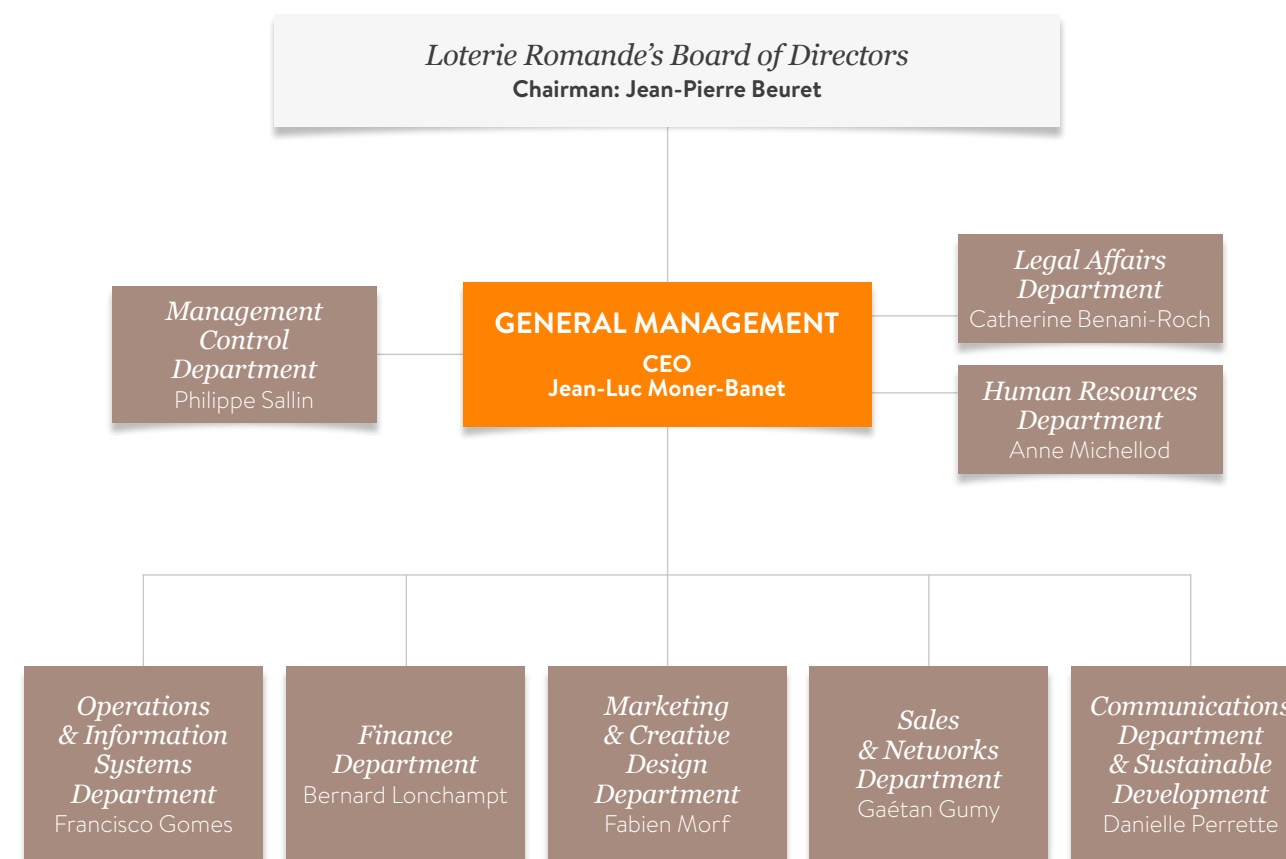 Loterie Romande’s Board of Directors
Chairman: Jean-Pierre Beuret
Management
Control
Department
Philippe Sallin
GENERAL MANAGEMENT
CEO
Jean-Luc Moner-Banet
Legal Affairs
Department
Catherine Benani-Roch
Human Resources
Department
Anne Michellod
Operations
& Information
Systems
Department
Francisco Gomes
Finance
Department
Bernard Lonchampt
Marketing
& Creative
Design
Department
Fabien Morf
Sales
& Networks
Department
Gaétan Gumy
Communications
Department
& Sustainable
Development
Danielle Perrette